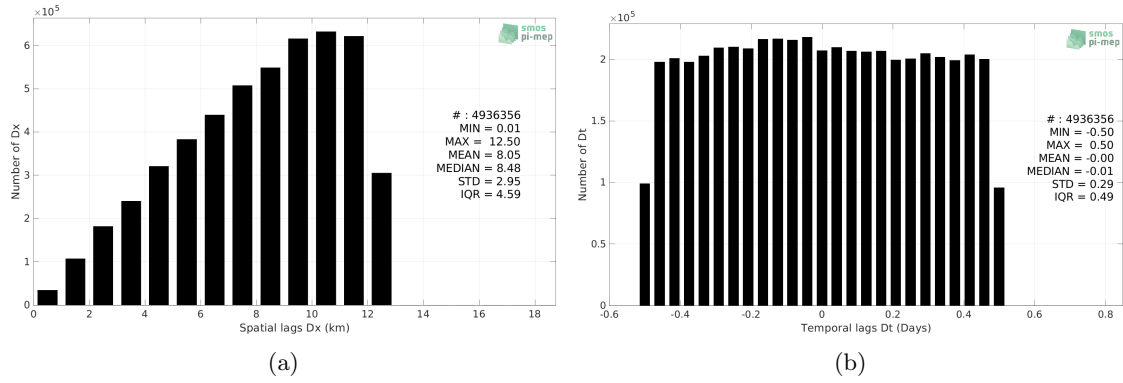 ×10⁵
6
5
4
3
2
1
0
Number of Dx
0 2 4 6 8 10 12 14 16 18
Spatial lags Dx (km)
smos
pi-mep
# : 4936356
MIN = 0.01
MAX = 12.50
MEAN = 8.05
MEDIAN = 8.48
STD = 2.95
IQR = 4.59
(a)
×10⁵
2
1.5
1
0.5
0
Number of Dt
-0.6 -0.4 -0.2 0 0.2 0.4 0.6 0.8
Temporal lags Dt (Days)
smos
pi-mep
# : 4936356
MIN = -0.50
MAX = 0.50
MEAN = -0.00
MEDIAN = -0.01
STD = 0.29
IQR = 0.49
(b)